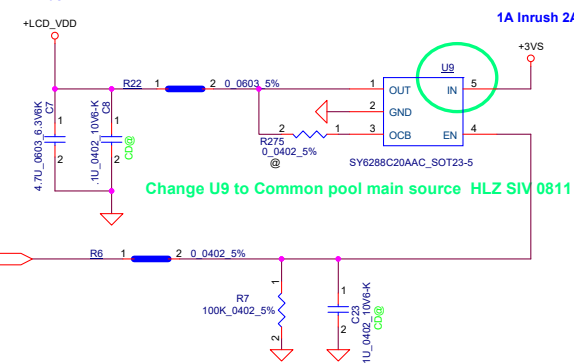 1A Inrush 2A
+LCD_VDD
+3VS
U9
R22 1 2 0_0603_5%
1 OUT IN 5
2 GND
3 OCB EN 4
C7
1
2
4.7U_0603_6.3V6K
C8
1
2
.1U_0402_10V6-K
CD@
2 1
R275
0_0402_5%
@
SY6288C20AAC_SOT23-5
Change U9 to Common pool main source HLZ SIV 0811
R6 1 2 0_0402_5%
1
R7
100K_0402_5%
2
1
C23
2
1U_0402_10V6-K
CD@